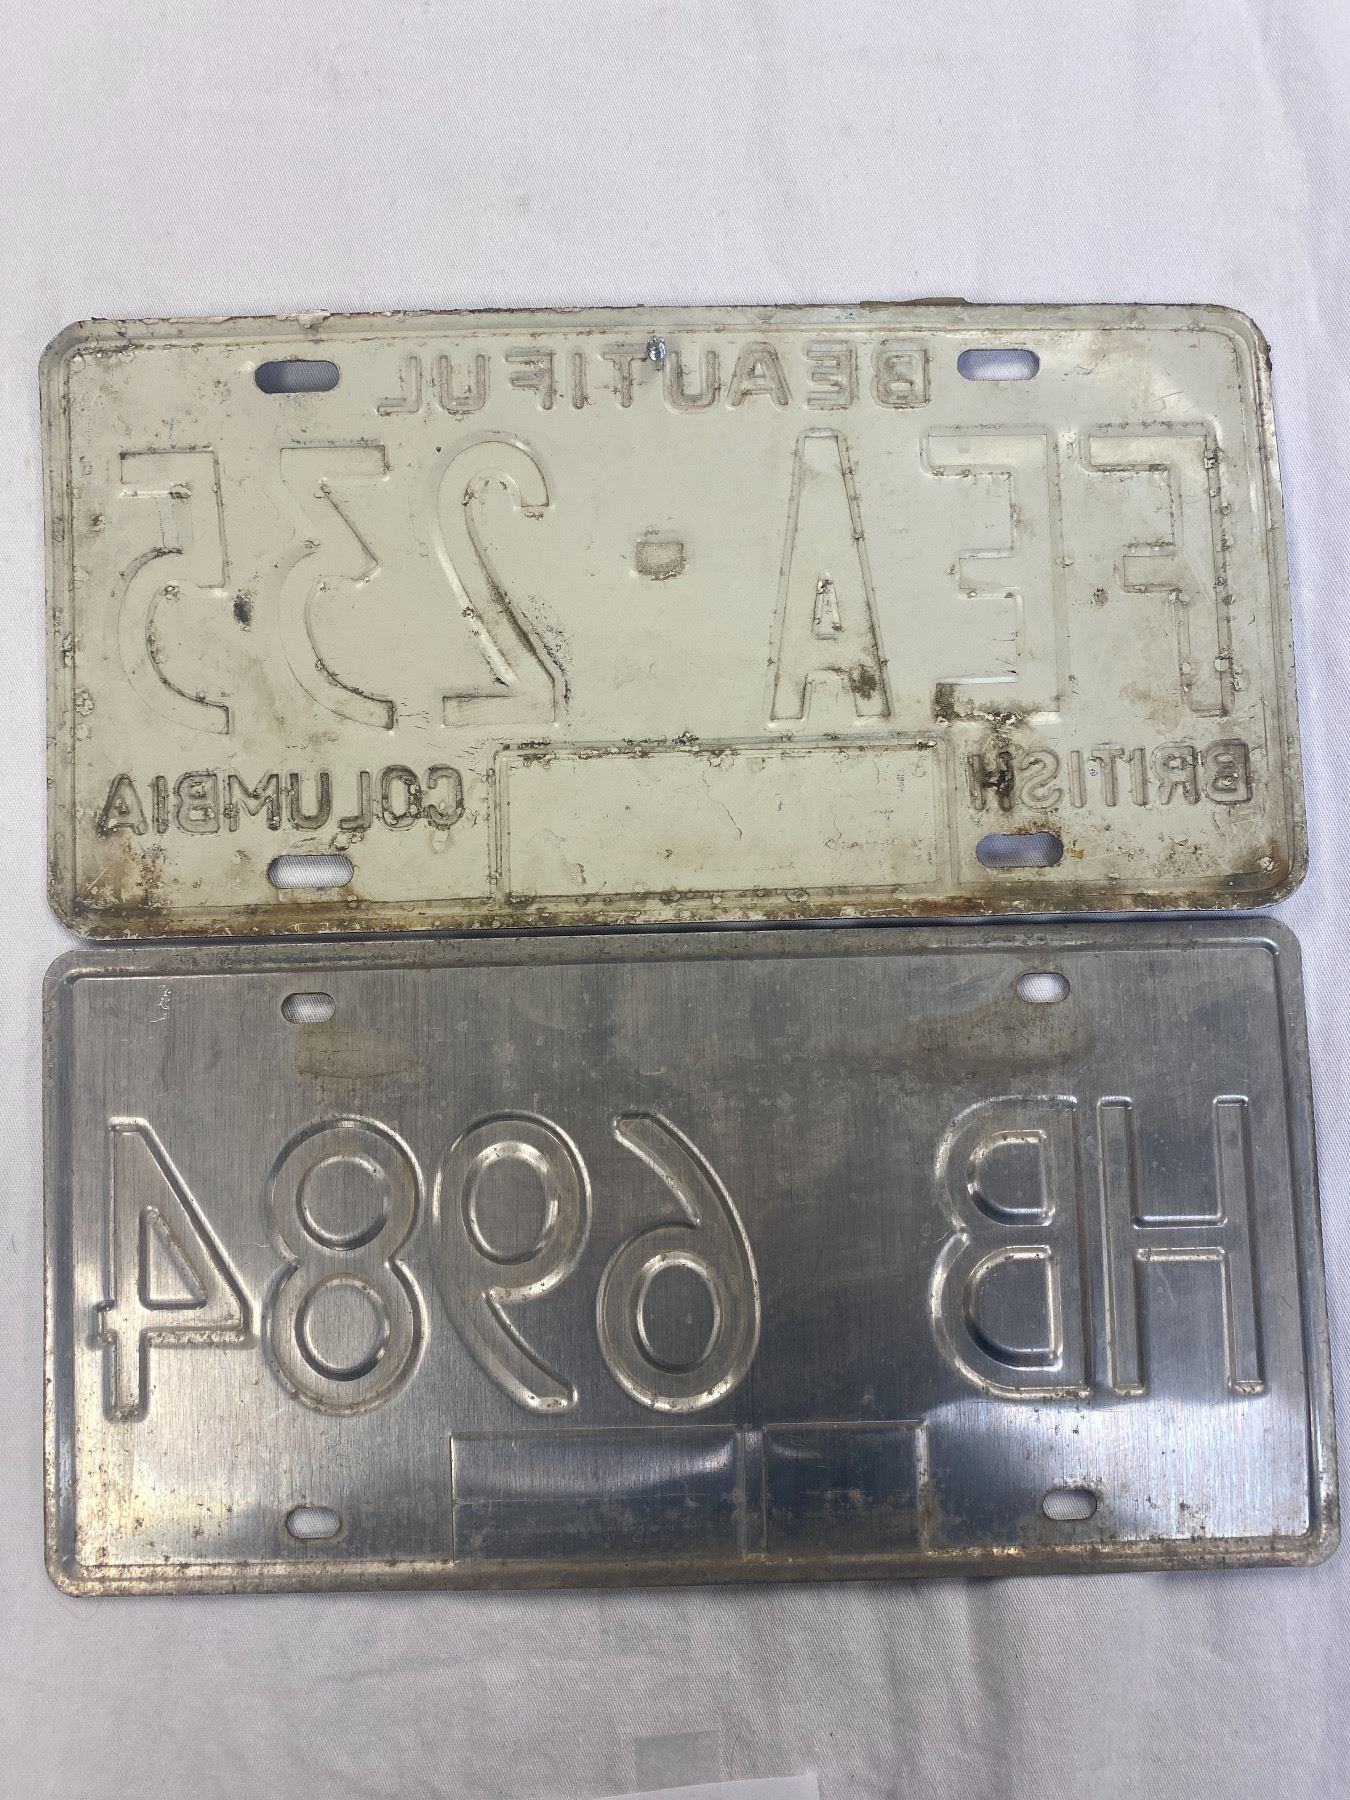 BEAUTIFUL
FEA-235
BRITISH COLUMBIA
HB 6984